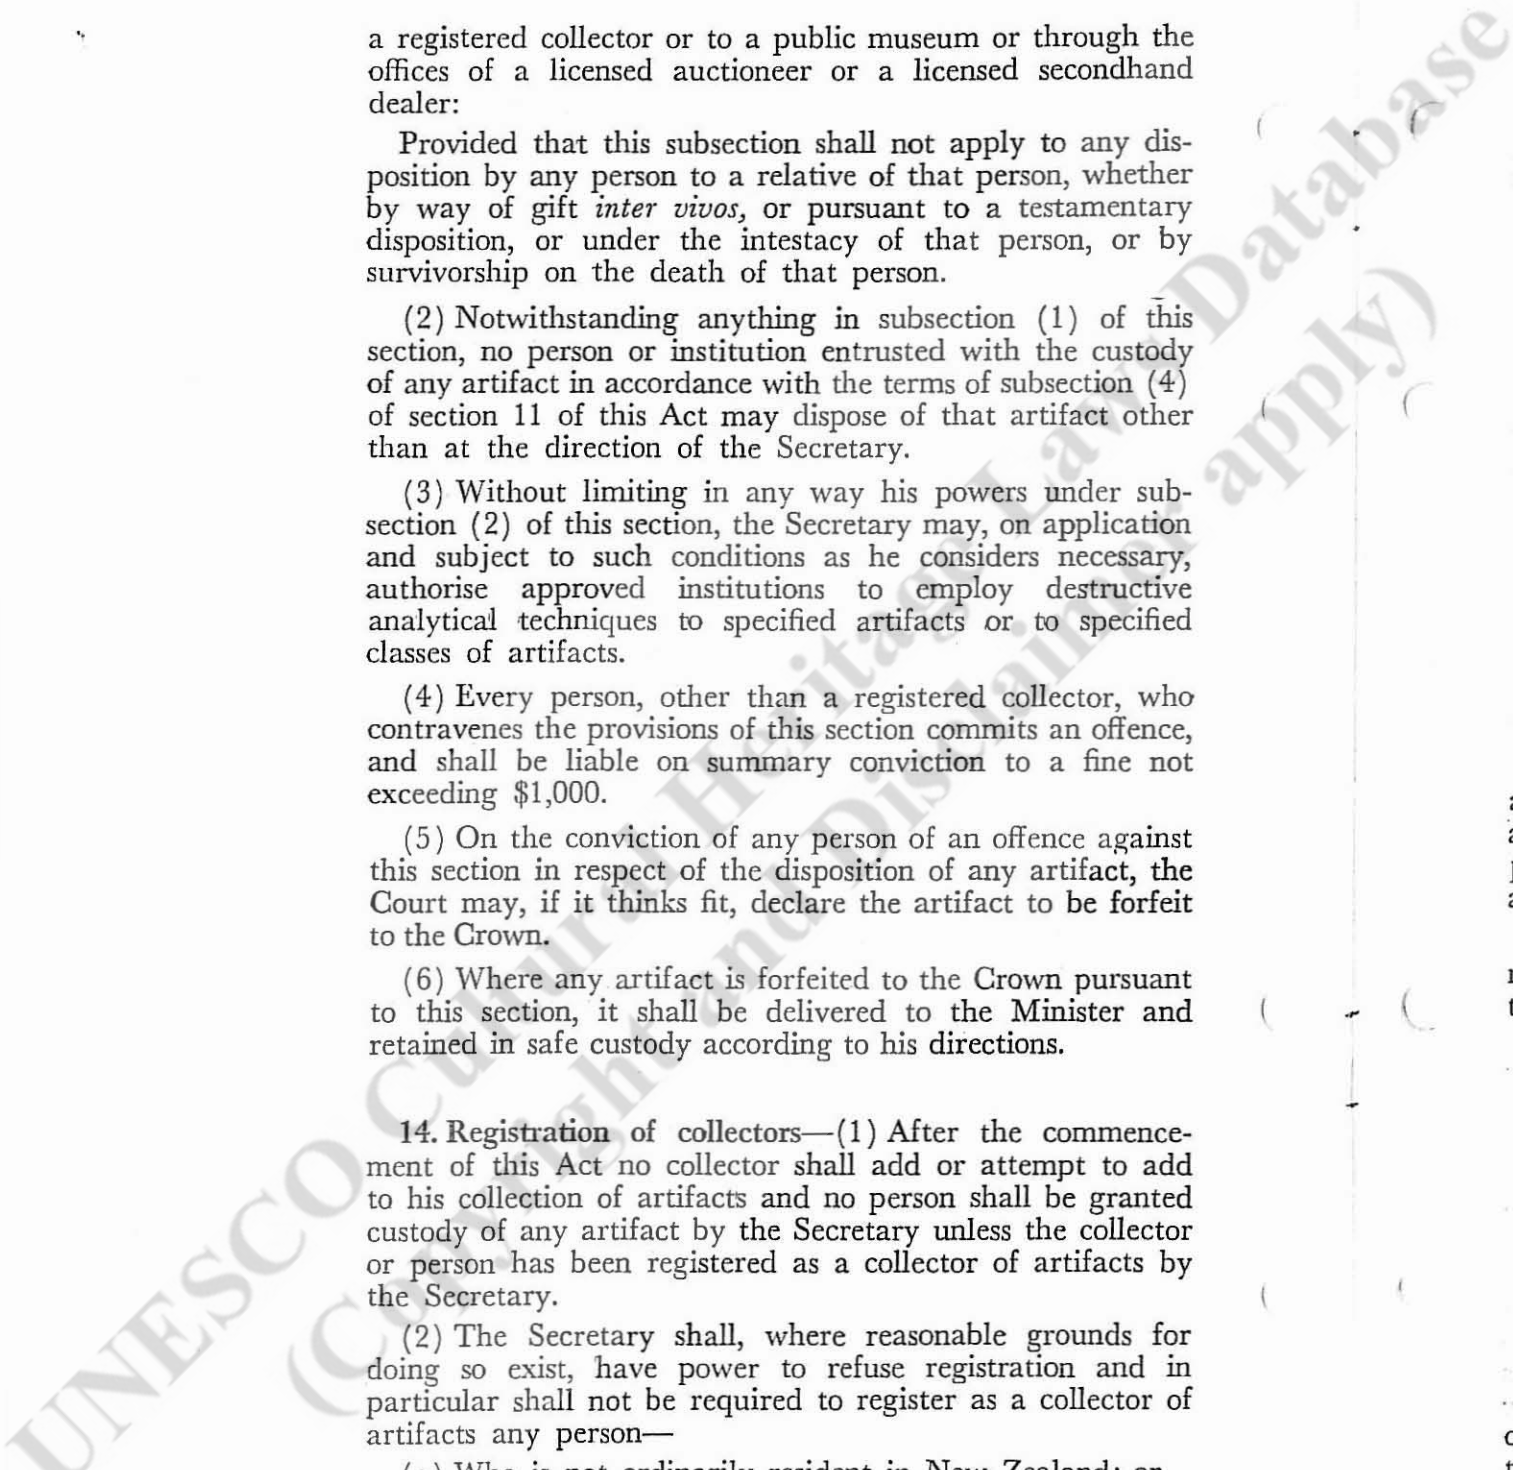 a registered collector or to a public museum or through the
offices of a licensed auctioneer or a licensed secondhand
dealer:
Provided that this subsection shall not apply to any dis-
position by any person to a relative of that person, whether
by way of gift inter vivos, or pursuant to a testamentary
disposition, or under the intestacy of that person, or by
survivorship on the death of that person.
(2) Notwithstanding anything in subsection (1) of this
section, no person or institution entrusted with the custody
of any artifact in accordance with the terms of subsection (4)
of section 11 of this Act may dispose of that artifact other
than at the direction of the Secretary.
(3) Without limiting in any way his powers under sub-
section (2) of this section, the Secretary may, on application
and subject to such conditions as he considers necessary,
authorise approved institutions to employ destructive
analytical techniques to specified artifacts or to specified
classes of artifacts.
(4) Every person, other than a registered collector, who
contravenes the provisions of this section commits an offence,
and shall be liable on summary conviction to a fine not
exceeding $1,000.
(5) On the conviction of any person of an offence against
this section in respect of the disposition of any artifact, the
Court may, if it thinks fit, declare the artifact to be forfeit
to the Crown.
(6) Where any artifact is forfeited to the Crown pursuant
to this section, it shall be delivered to the Minister and
retained in safe custody according to his directions.
14. Registration of collectors—(1) After the commence-
ment of this Act no collector shall add or attempt to add
to his collection of artifacts and no person shall be granted
custody of any artifact by the Secretary unless the collector
or person has been registered as a collector of artifacts by
the Secretary.
(2) The Secretary shall, where reasonable grounds for
doing so exist, have power to refuse registration and in
particular shall not be required to register as a collector of
artifacts any person—
UNESCO Cultural Heritage Laws Database
(Copyright and Disclaimer apply)